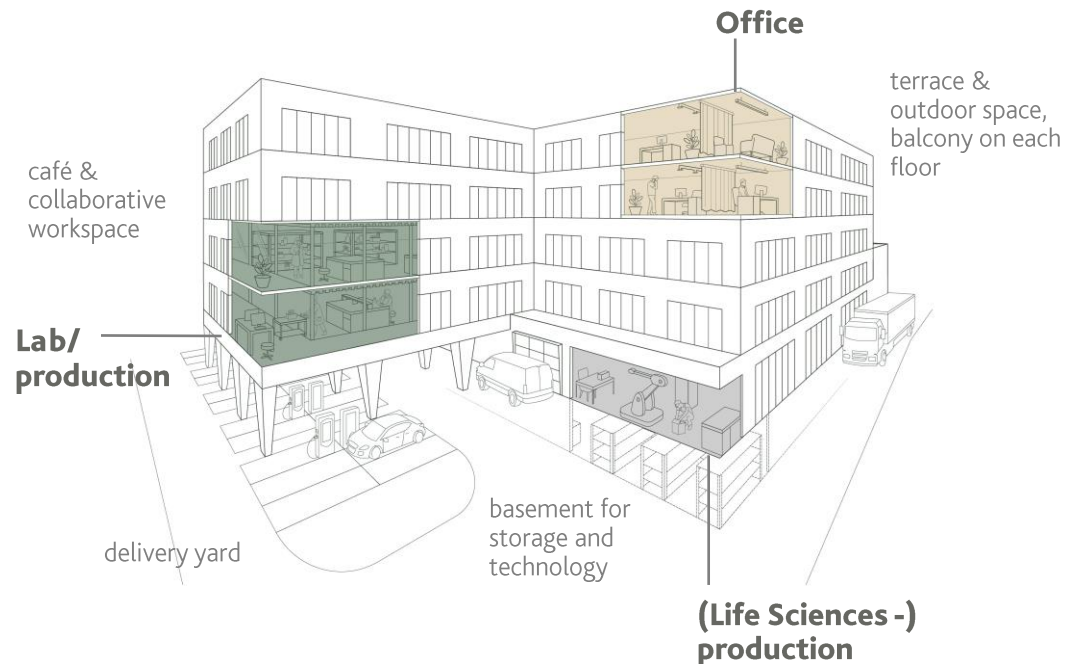 Office
terrace &
outdoor space,
balcony on each
floor
café &
collaborative
workspace
Lab/
production
delivery yard
basement for
storage and
technology
(Life Sciences -)
production